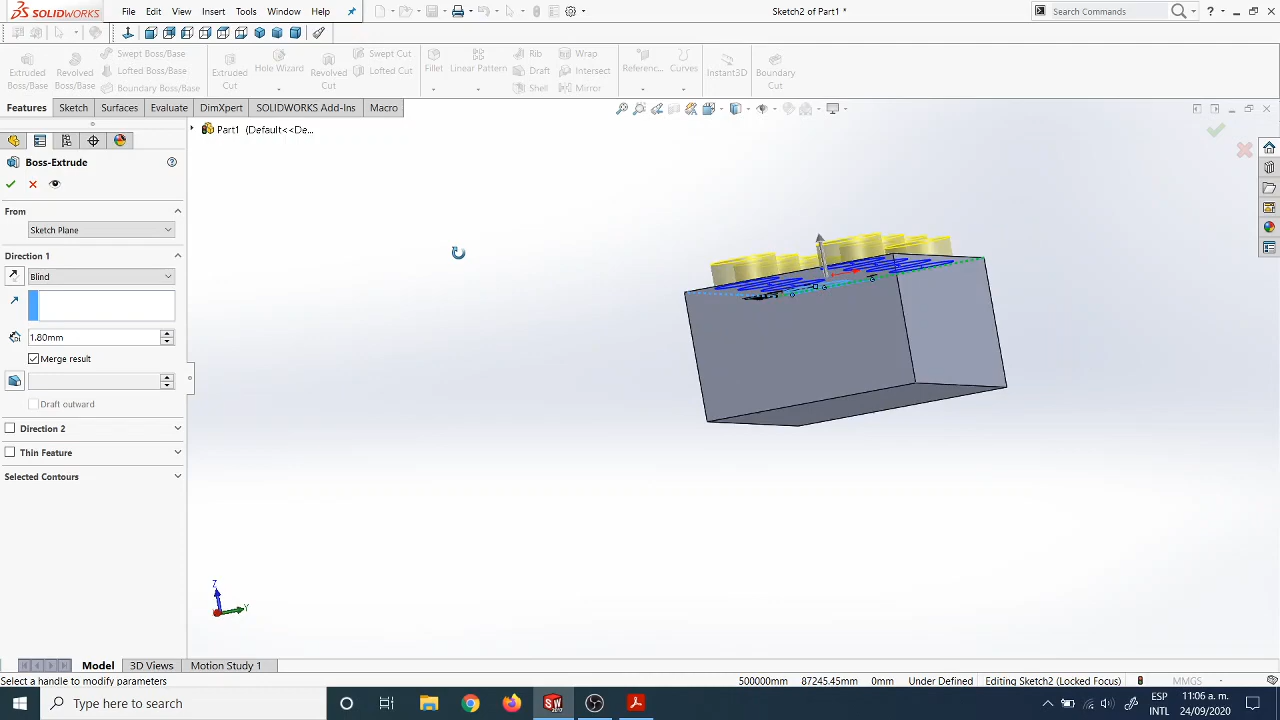 SOLIDWORKS
File Edit View Insert Tools Window Help
Sketch2 of Part1 *
Search Commands
Extruded Boss/Base
Revolved Boss/Base
Swept Boss/Base
Lofted Boss/Base
Boundary Boss/Base
Extruded Cut
Hole Wizard
Revolved Cut
Swept Cut
Lofted Cut
Fillet
Linear Pattern
Rib
Draft
Shell
Wrap
Intersect
Mirror
Referenc...
Curves
Instant3D
Boundary Cut
Features Sketch Surfaces Evaluate DimXpert SOLIDWORKS Add-Ins Macro
Part1 (Default<<De...
Boss-Extrude
From
Sketch Plane
Direction 1
Blind
1.80mm
Merge result
Draft outward
Direction 2
Thin Feature
Selected Contours
Z
Y
Model 3D Views Motion Study 1
Select a handle to modify parameters
500000mm 87245.45mm 0mm Under Defined Editing Sketch2 (Locked Focus) MMGS
Type here to search
SW
2017
ESP
INTL
11:06 a. m.
24/09/2020